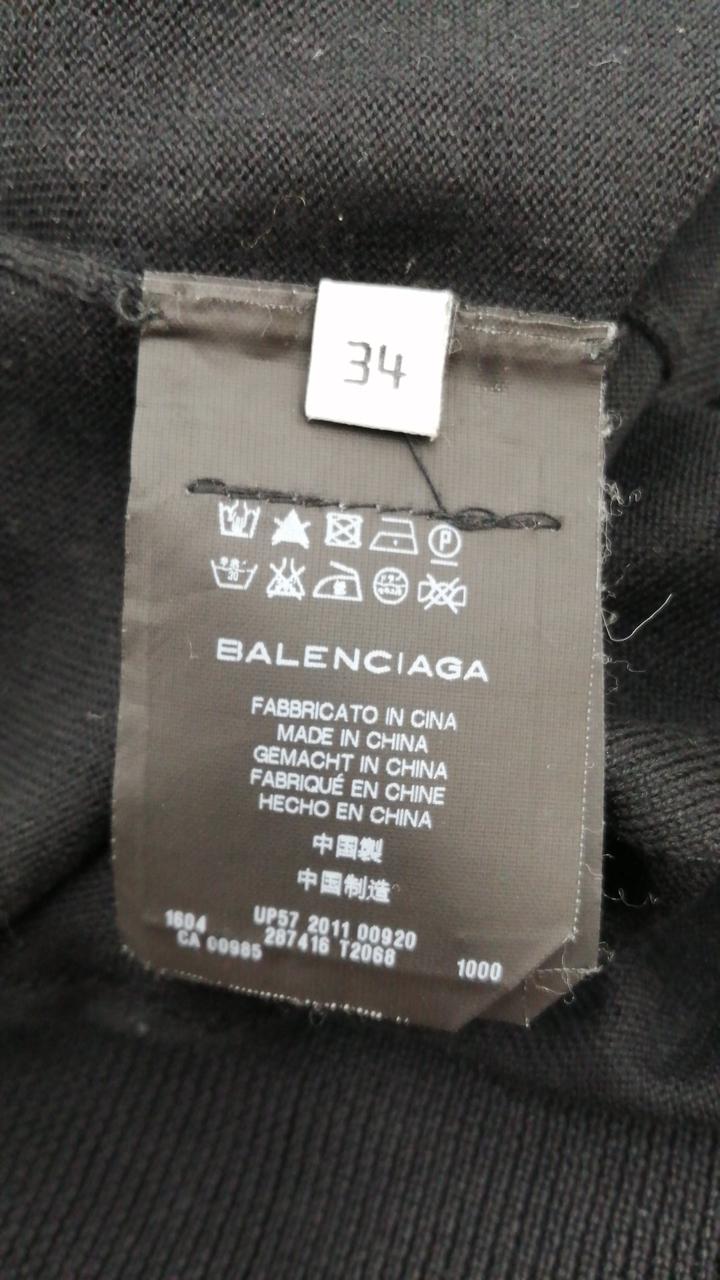 34
BALENCIAGA
FABBRICATO IN CINA
MADE IN CHINA
GEMACHT IN CHINA
FABRIQUÉ EN CHINE
HECHO EN CHINA
中国製
中国制造
1604 UP57 2011 00920
CA 00985 287416 T2068 1000